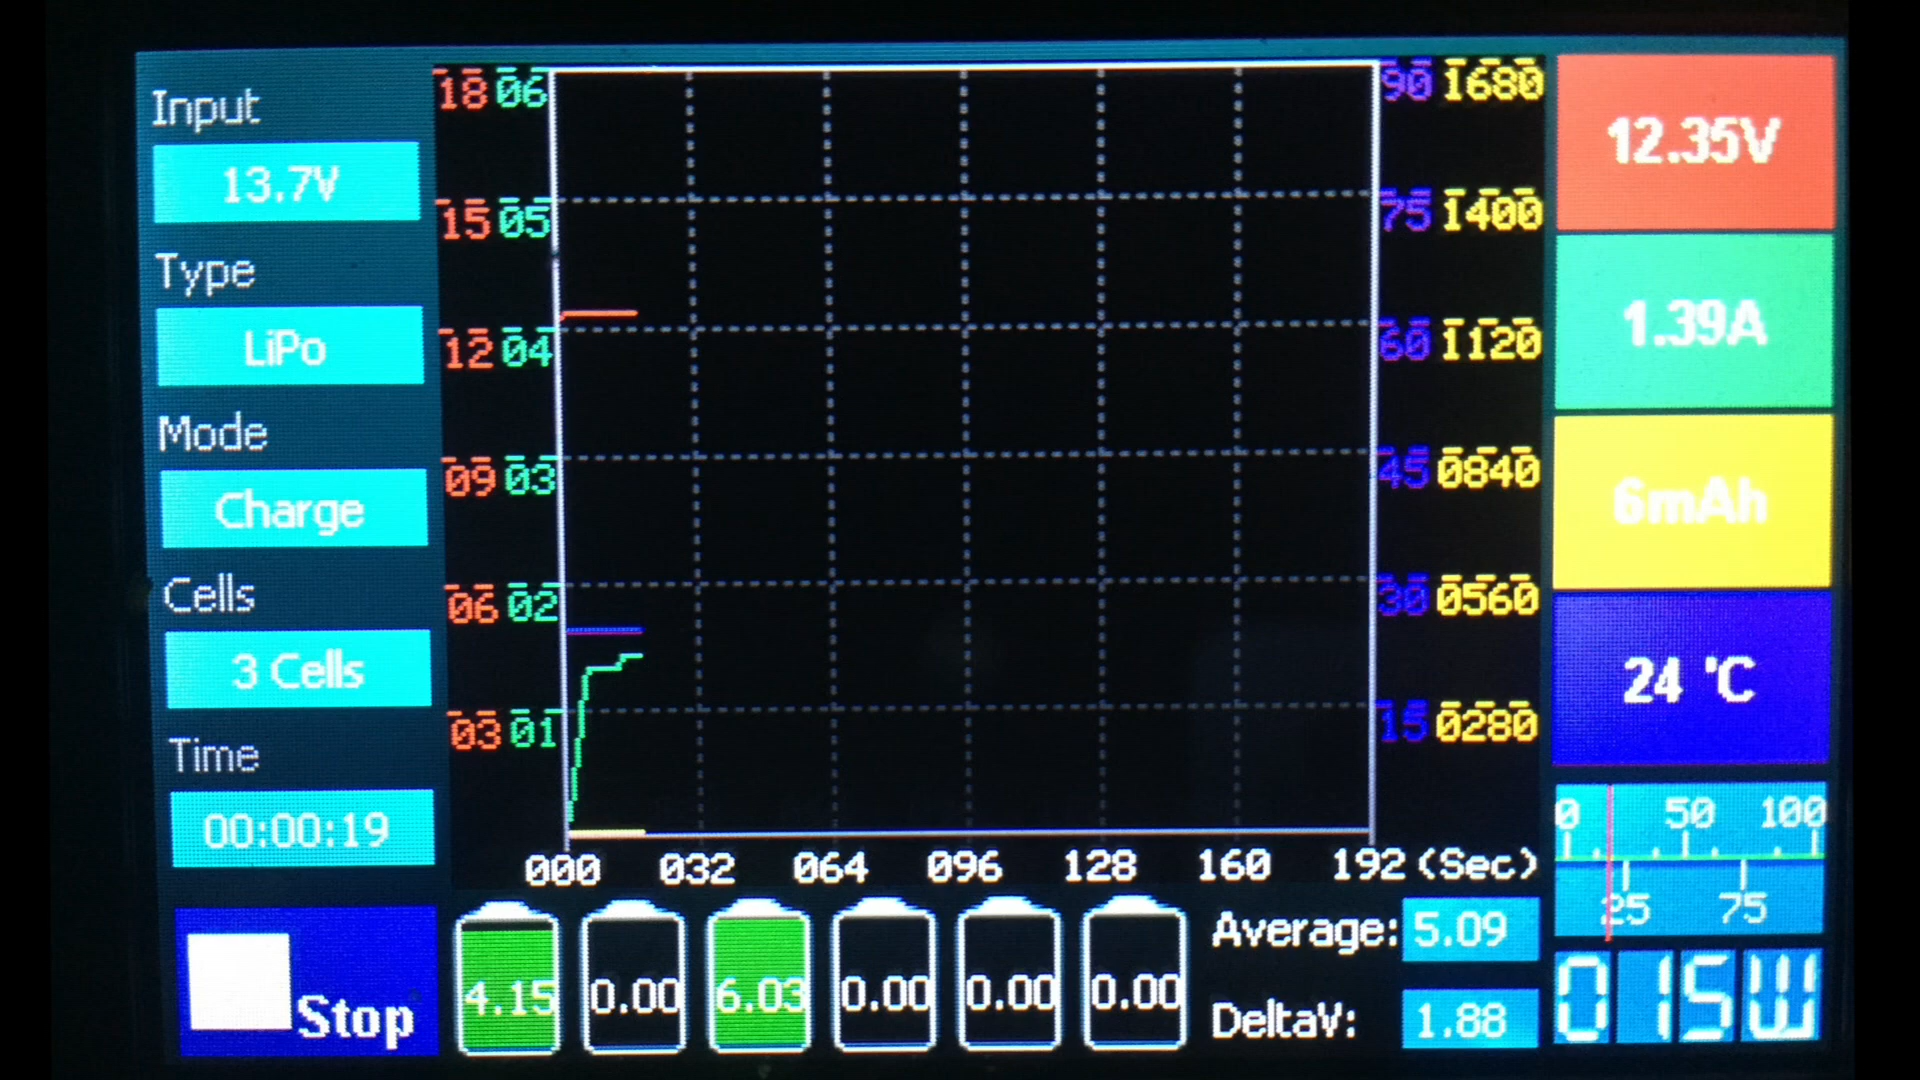 Input
13.7V
Type
LiPo
Mode
Charge
Cells
3 Cells
Time
00:00:19
Stop
18 06
15 05
12 04
09 03
06 02
03 01
000 032 064 096 128 160 192 (Sec)
90 1680
75 1400
60 1120
45 0840
30 0560
15 0280
4.15 0.00 6.03 0.00 0.00 0.00
Average: 5.09
DeltaV: 1.88
12.35V
1.39A
6mAh
24 °C
0 50 100
25 75
015W